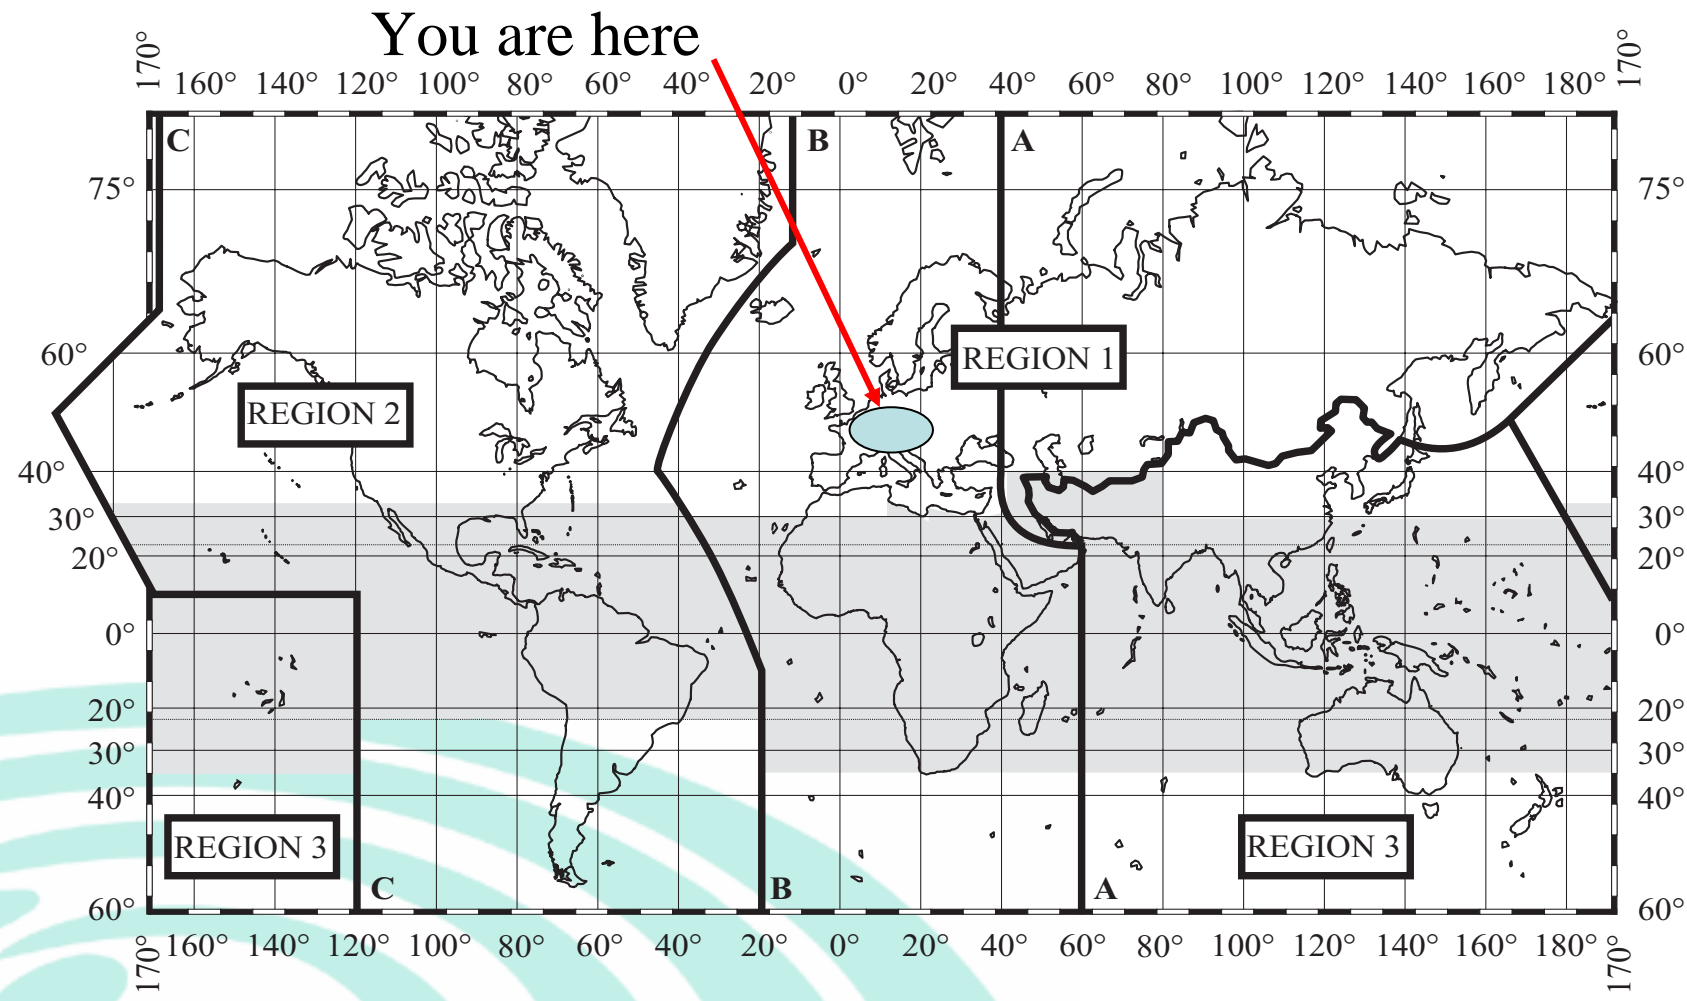 You are here
170° 160° 140° 120° 100° 80° 60° 40° 20° 0° 20° 40° 60° 80° 100° 120° 140° 160° 180° 170°
C B A
75° 75°
60° REGION 1 60°
REGION 2
40° 40°
30° 30°
20° 20°
0° 0°
20° 20°
30° 30°
40° 40°
REGION 3 REGION 3
C B A
60° 60°
170° 160° 140° 120° 100° 80° 60° 40° 20° 0° 20° 40° 60° 80° 100° 120° 140° 160° 180° 170°